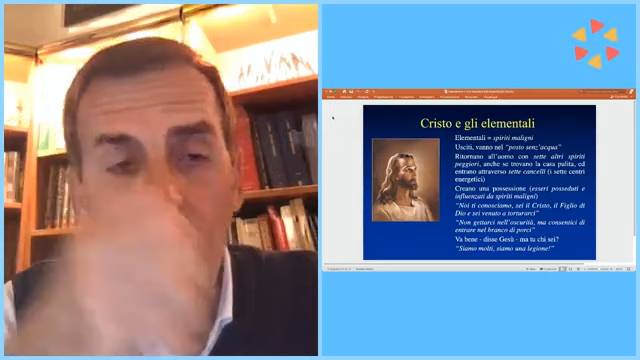 Cristo e gli elementali
Elementali = spiriti maligni
Usciti, vanno nel "posto senz'acqua"
Ritornano all'uomo con sette altri spiriti
peggiori, anche se trovano la casa pulita, ed
entrano attraverso sette cancelli (i sette centri
energetici)
Creano una possessione (esseri posseduti e
influenzati da spiriti maligni)
"Noi ti conosciamo, sei il Cristo, il Figlio di
Dio e sei venuto a torturarci"
"Non gettarci nell'oscurità, ma consentici di
entrare nel branco di porci"
Va bene - disse Gesù - ma tu chi sei?
"Siamo molti, siamo una legione!"